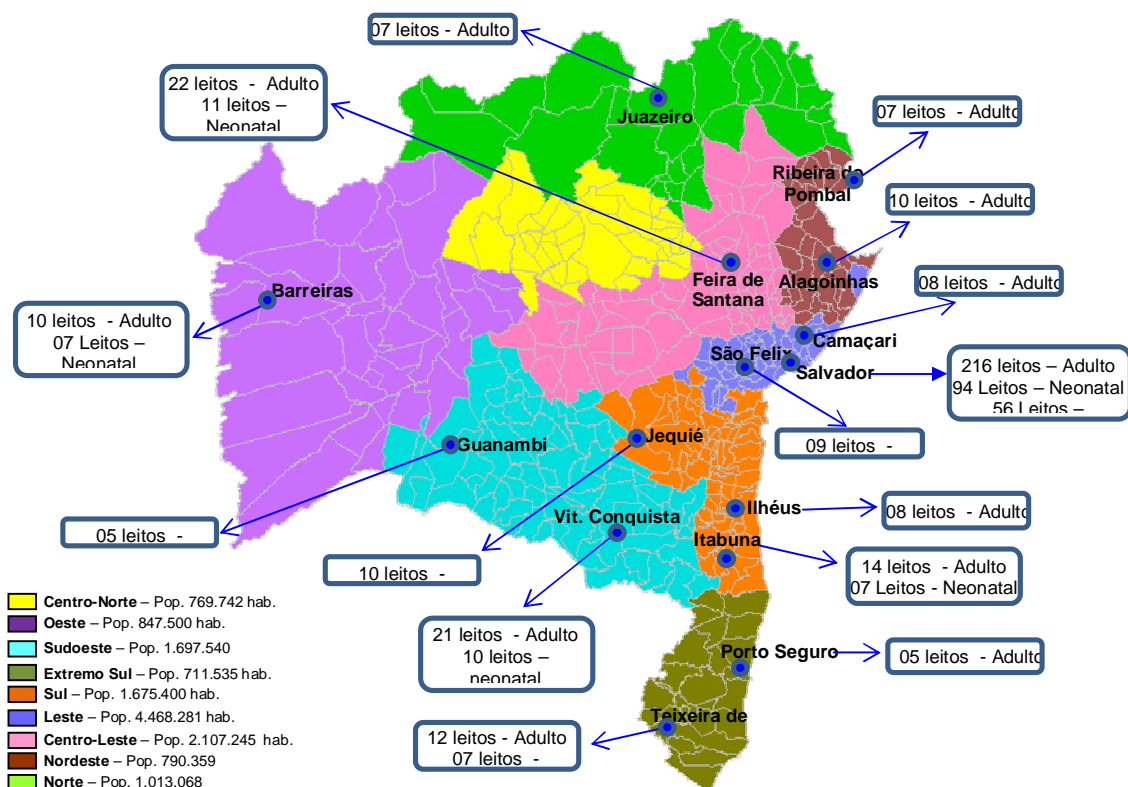 07 leitos - Adulto
22 leitos - Adulto
11 leitos –
Neonatal
Juazeiro
07 leitos - Adulto
Ribeira do
Pombal
10 leitos - Adulto
Feira de
Santana
Alagoinhas
08 leitos - Adulto
Barreiras
10 leitos - Adulto
07 Leitos –
Neonatal
Camaçari
São Felix
Salvador
216 leitos – Adulto
94 Leitos – Neonatal
56 Leitos –
09 leitos -
Guanambi
Jequié
Ilhéus
08 leitos - Adulto
Vit. Conquista
05 leitos -
Itabuna
10 leitos -
14 leitos - Adulto
07 Leitos - Neonatal
21 leitos - Adulto
10 leitos –
neonatal
Porto Seguro
05 leitos - Adulto
Teixeira de
12 leitos - Adulto
07 leitos -
Centro-Norte – Pop. 769.742 hab.
Oeste – Pop. 847.500 hab.
Sudoeste – Pop. 1.697.540
Extremo Sul – Pop. 711.535 hab.
Sul – Pop. 1.675.400 hab.
Leste – Pop. 4.468.281 hab.
Centro-Leste – Pop. 2.107.245 hab.
Nordeste – Pop. 790.359
Norte – Pop. 1.013.068